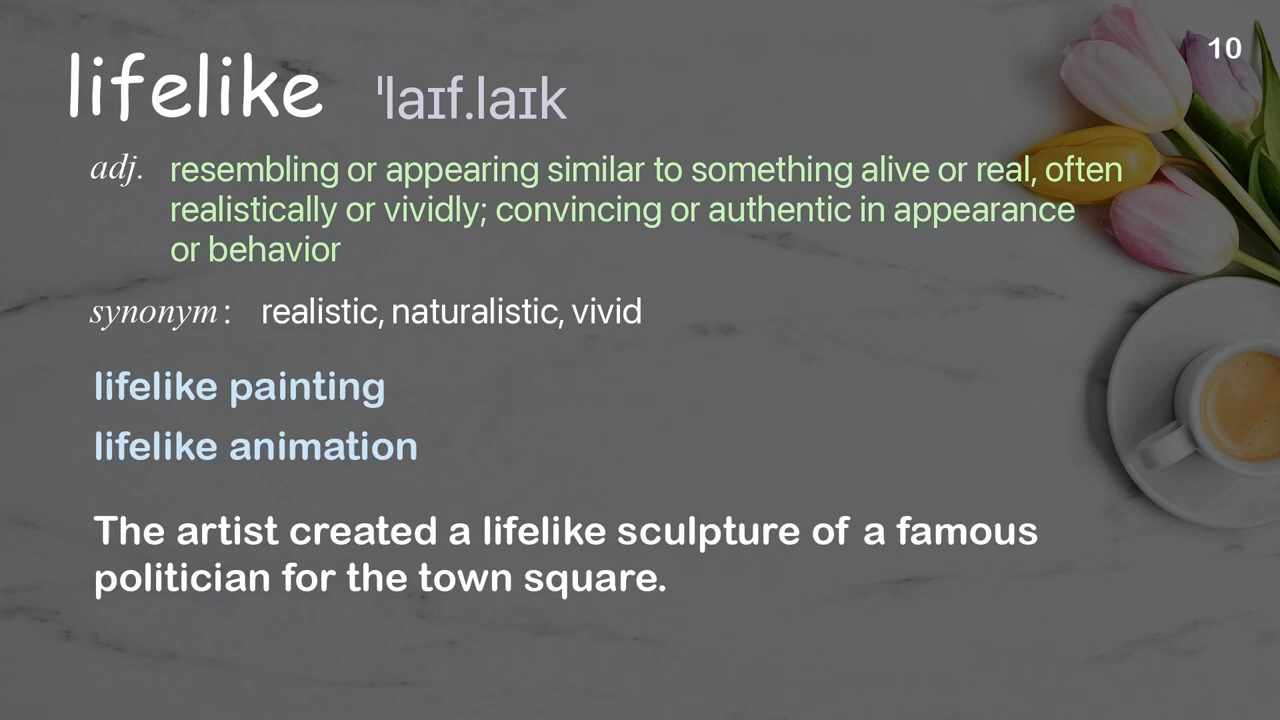 10
lifelike ˈlaɪf.laɪk
adj. resembling or appearing similar to something alive or real, often
realistically or vividly; convincing or authentic in appearance
or behavior
synonym: realistic, naturalistic, vivid
lifelike painting
lifelike animation
The artist created a lifelike sculpture of a famous
politician for the town square.